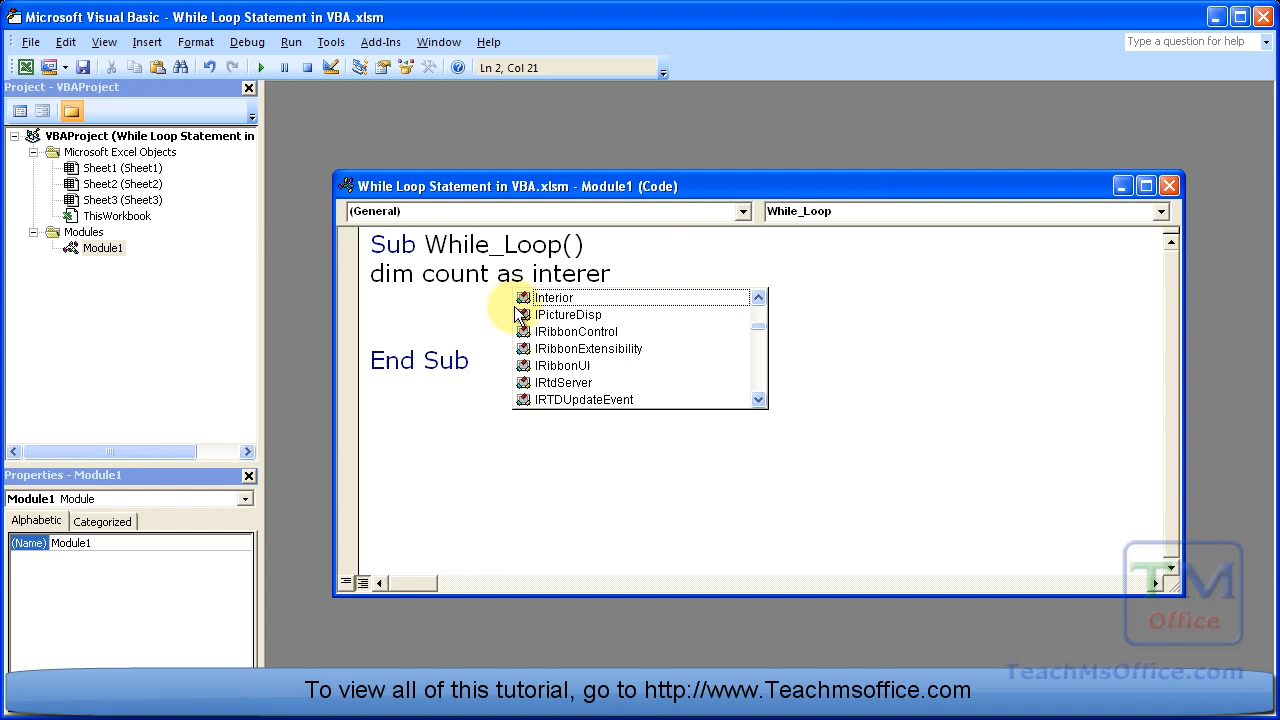 Microsoft Visual Basic - While Loop Statement in VBA.xlsm
File Edit View Insert Format Debug Run Tools Add-Ins Window Help
Type a question for help
Ln 2, Col 21
Project - VBAProject
VBAProject (While Loop Statement in
Microsoft Excel Objects
Sheet1 (Sheet1)
Sheet2 (Sheet2)
Sheet3 (Sheet3)
ThisWorkbook
Modules
Module1
Properties - Module1
Module1 Module
Alphabetic Categorized
(Name) Module1
While Loop Statement in VBA.xlsm - Module1 (Code)
(General) While_Loop
Sub While_Loop()
dim count as interer
Interior
IPictureDisp
IRibbonControl
IRibbonExtensibility
IRibbonUI
IRtdServer
IRTDUpdateEvent
End Sub
TM
Office
TeachMsOffice.com
To view all of this tutorial, go to http://www.Teachmsoffice.com